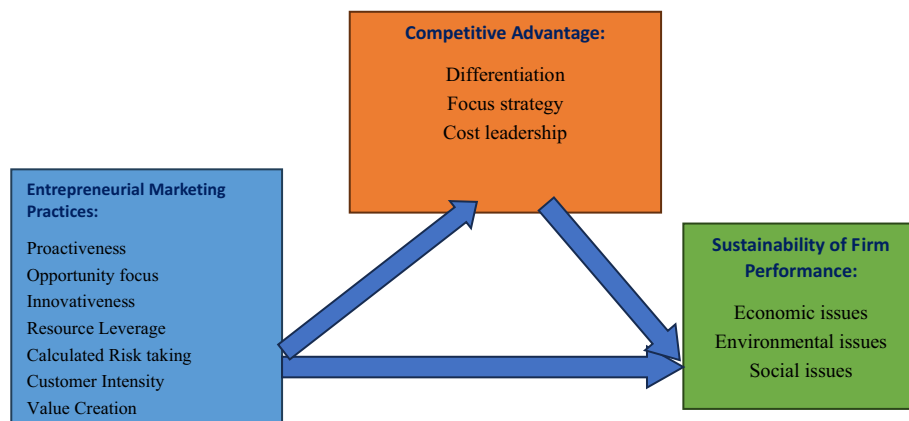 Competitive Advantage:
Differentiation
Focus strategy
Cost leadership
Entrepreneurial Marketing
Practices:
Proactiveness
Opportunity focus
Innovativeness
Resource Leverage
Calculated Risk taking
Customer Intensity
Value Creation
Sustainability of Firm
Performance:
Economic issues
Environmental issues
Social issues